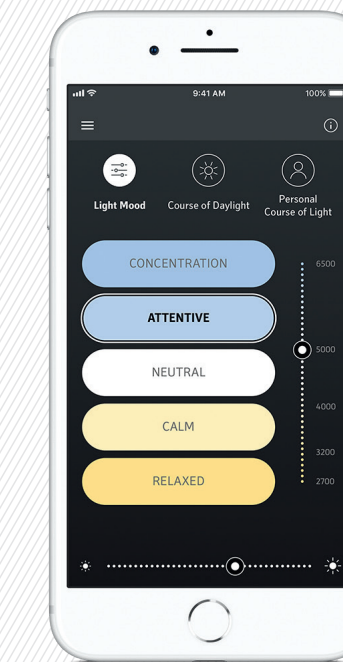 9:41 AM
100%
Light Mood
Course of Daylight
Personal
Course of Light
CONCENTRATION
6500
ATTENTIVE
5000
NEUTRAL
4000
CALM
3200
RELAXED
2700